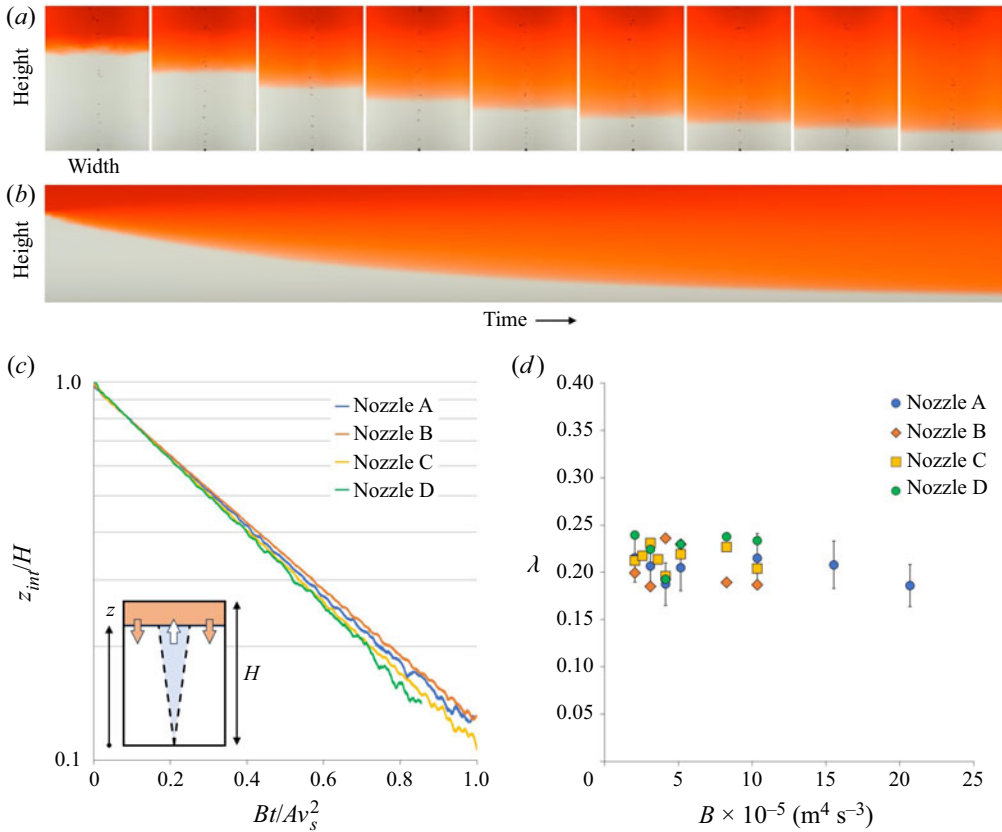 (a)
Height
Width
(b)
Height
Time
(c)
1.0
Nozzle A
Nozzle B
Nozzle C
Nozzle D
z_int/H
z
H
0.1
0
0.2
0.4
0.6
0.8
1.0
Bt/Av_s^2
(d)
0.40
0.35
0.30
0.25
0.20
0.15
0.10
0.05
λ
Nozzle A
Nozzle B
Nozzle C
Nozzle D
0
5
10
15
20
25
B × 10⁻⁵ (m⁴ s⁻³)